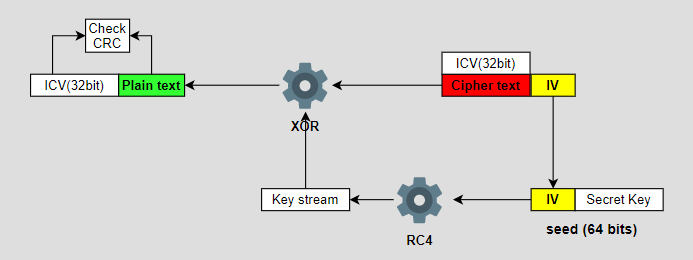 Check
CRC
ICV(32bit)
ICV(32bit) Plain text
Cipher text IV
XOR
Key stream
IV Secret Key
RC4
seed (64 bits)